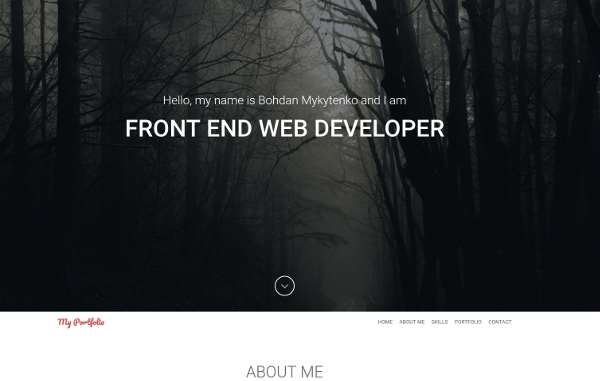 Hello, my name is Bohdan Mykytenko and I am
FRONT END WEB DEVELOPER
My Portfolio
HOME ABOUT ME SKILLS PORTFOLIO CONTACT
ABOUT ME